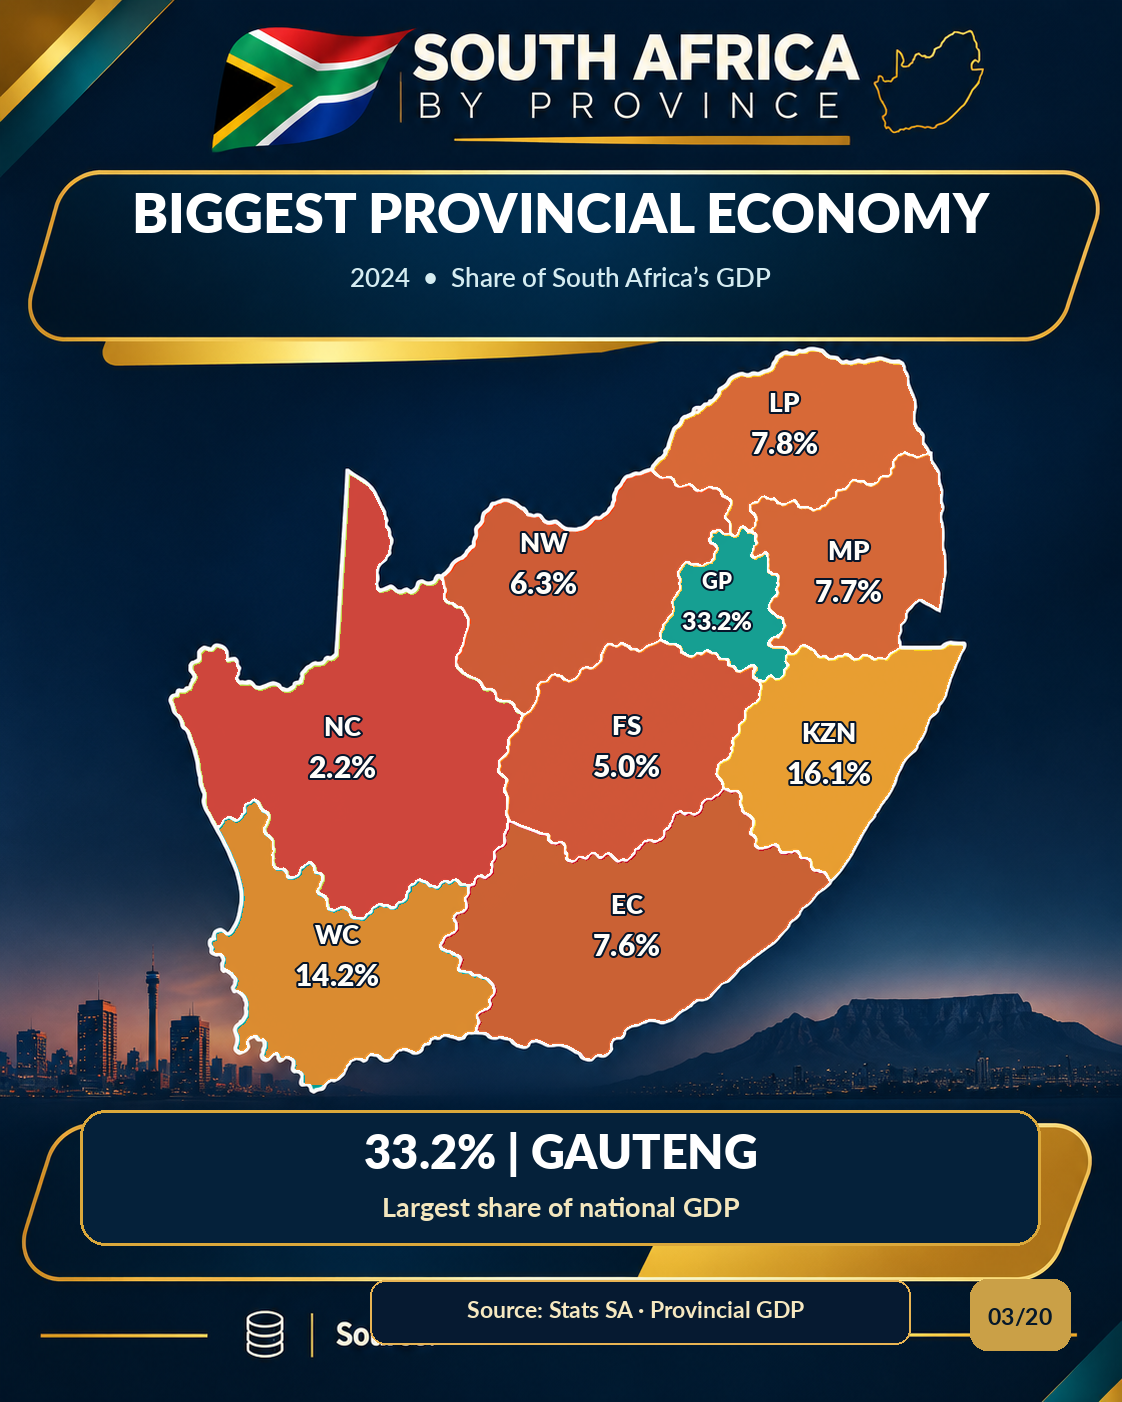 SOUTH AFRICA
BY PROVINCE
BIGGEST PROVINCIAL ECONOMY
2024 • Share of South Africa's GDP
LP
7.8%
NW
6.3%
MP
7.7%
GP
33.2%
NC
2.2%
FS
5.0%
KZN
16.1%
EC
7.6%
WC
14.2%
33.2% | GAUTENG
Largest share of national GDP
Source: Stats SA · Provincial GDP
03/20